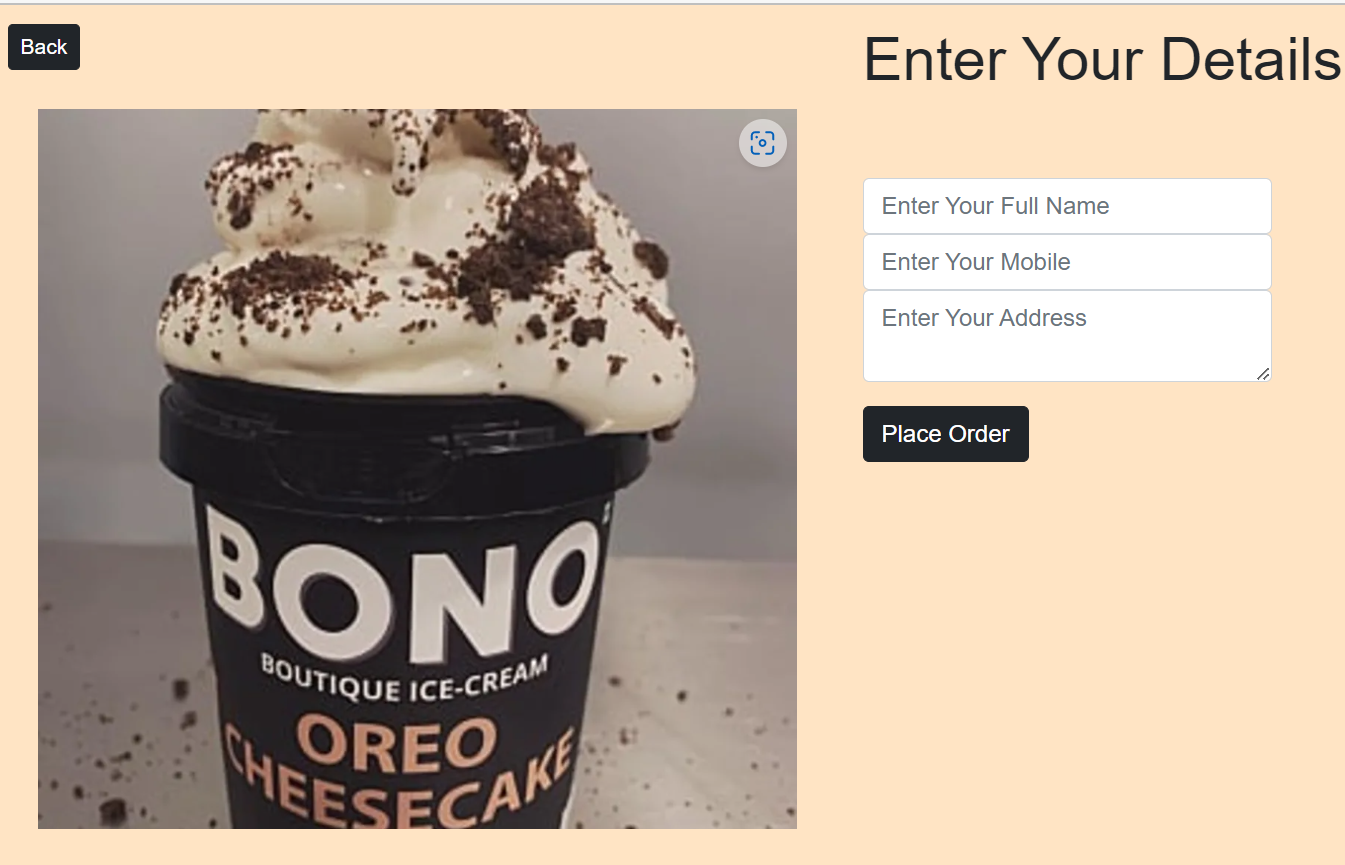 Back
Enter Your Details
Enter Your Full Name
Enter Your Mobile
Enter Your Address
Place Order
BONO
BOUTIQUE ICE-CREAM
OREO
CHEESECAKE